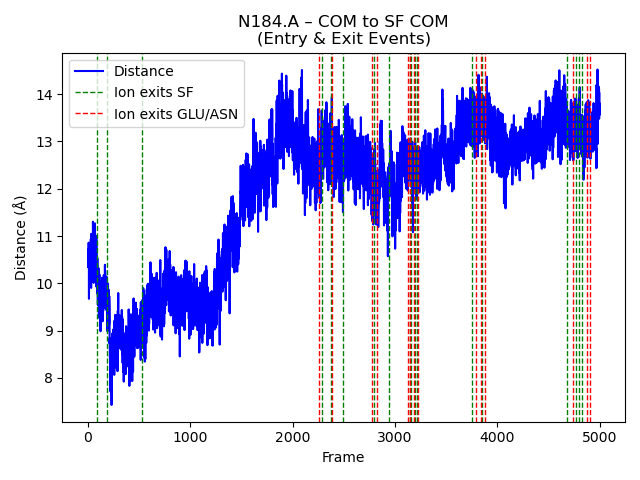 N184.A – COM to SF COM
(Entry & Exit Events)
Distance
Ion exits SF
Ion exits GLU/ASN
Distance (Å)
14
13
12
11
10
9
8
0
1000
2000
3000
4000
5000
Frame